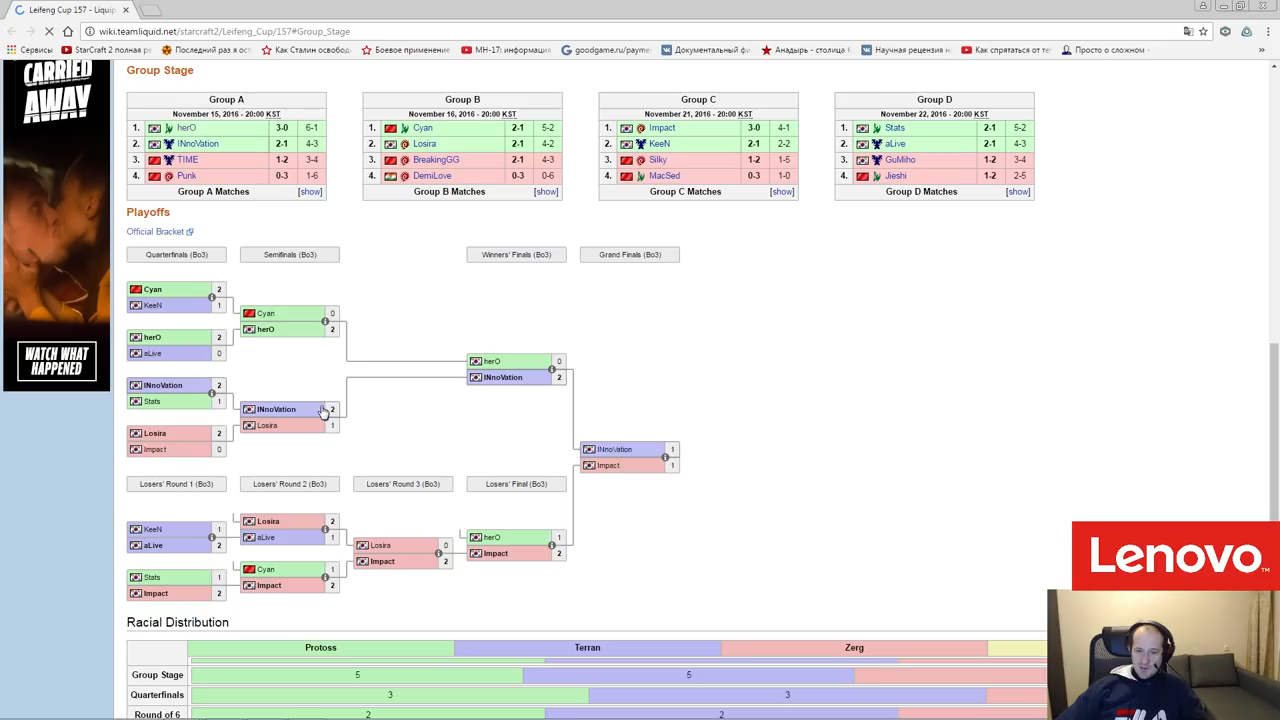 Leifeng Cup 157 - Liquip
wiki.teamliquid.net/starcraft2/Leifeng_Cup/157#Group_Stage
Сервисы
StarCraft 2 полная ре
Последний раз я ост
Как Сталин освобод
Боевое применение
МН-17: информация
goodgame.ru/payme
Документальный ф
Анадырь - столица К
Научная рецензия н
Как спрятаться от те
Просто о сложном -
CARRIED
AWAY
WATCH WHAT
HAPPENED
Group Stage
Group A
November 15, 2016 - 20:00 KST
1. herO 3-0 6-1
2. INnoVation 2-1 4-3
3. TIME 1-2 3-4
4. Punk 0-3 1-6
Group A Matches [show]
Group B
November 16, 2016 - 20:00 KST
1. Cyan 2-1 5-2
2. Losira 2-1 4-2
3. BreakingGG 2-1 4-3
4. DemiLove 0-3 0-6
Group B Matches [show]
Group C
November 21, 2016 - 20:00 KST
1. Impact 3-0 4-1
2. KeeN 2-1 2-2
3. Silky 1-2 1-5
4. MacSed 0-3 1-0
Group C Matches [show]
Group D
November 22, 2016 - 20:00 KST
1. Stats 2-1 5-2
2. aLive 2-1 4-3
3. GuMiho 1-2 3-4
4. Jieshi 1-2 2-5
Group D Matches [show]
Playoffs
Official Bracket
Quarterfinals (Bo3)
Semifinals (Bo3)
Winners' Finals (Bo3)
Grand Finals (Bo3)
Cyan 2
KeeN 1
herO 2
aLive 0
INnoVation 2
Stats 1
Losira 2
Impact 0
Cyan 0
herO 2
INnoVation 2
Losira 1
herO 0
INnoVation 2
INnoVation 1
Impact 1
Losers' Round 1 (Bo3)
Losers' Round 2 (Bo3)
Losers' Round 3 (Bo3)
Losers' Final (Bo3)
KeeN 1
aLive 2
Stats 1
Impact 2
Losira 2
aLive 1
Cyan 1
Impact 2
Losira 0
Impact 2
herO 1
Impact 2
Racial Distribution
Protoss Terran Zerg
Group Stage 5 5
Quarterfinals 3 3
Round of 6 2 2
Lenovo
FILA